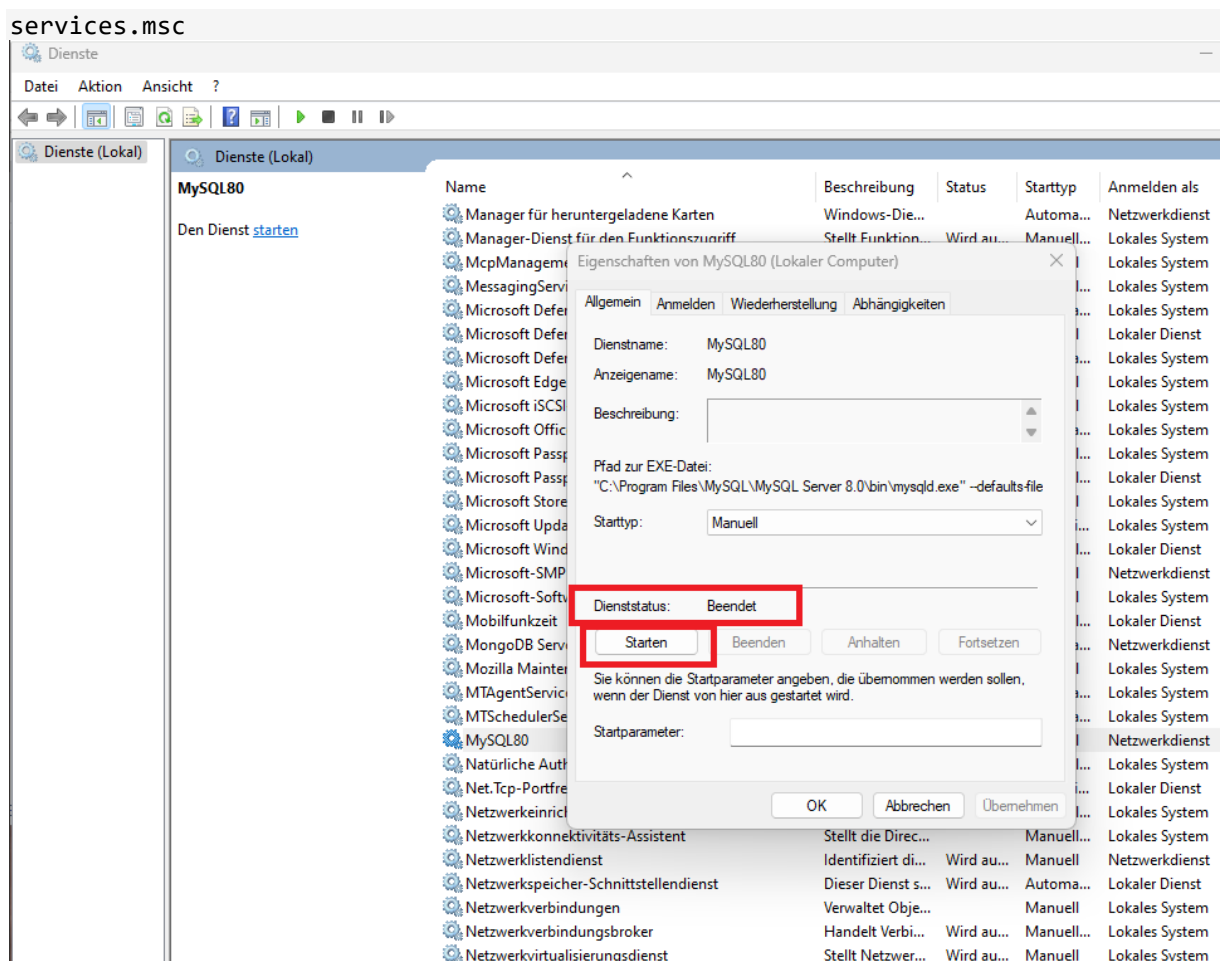 services.msc
Dienste
Datei Aktion Ansicht ?
Dienste (Lokal)
Dienste (Lokal)
MySQL80
Den Dienst starten
Name Beschreibung Status Starttyp Anmelden als
Manager für heruntergeladene Karten Windows-Die... Automa... Netzwerkdienst
Manager-Dienst für den Funktionszugriff Stellt Funktion... Wird au... Manuell... Lokales System
McpManageme Lokales System
MessagingServi Lokales System
Microsoft Defer Lokales System
Microsoft Defer Lokaler Dienst
Microsoft Defer Lokales System
Microsoft Edge Lokales System
Microsoft iSCSI Lokales System
Microsoft Offic Lokales System
Microsoft Passp Lokales System
Microsoft Passp Lokaler Dienst
Microsoft Store Lokales System
Microsoft Upda Lokales System
Microsoft Wind Lokaler Dienst
Microsoft-SMP Netzwerkdienst
Microsoft-Softw Lokales System
Mobilfunkzeit Lokaler Dienst
MongoDB Serv Netzwerkdienst
Mozilla Mainter Lokales System
MTAgentService Lokales System
MTSchedulerSe Lokales System
MySQL80 Netzwerkdienst
Natürliche Auth Lokales System
Net.Tcp-Portfre Lokaler Dienst
Netzwerkeinrich Lokales System
Netzwerkkonnektivitäts-Assistent Stellt die Direc... Manuell... Lokales System
Netzwerklistendienst Identifiziert di... Wird au... Manuell Netzwerkdienst
Netzwerkspeicher-Schnittstellendienst Dieser Dienst s... Wird au... Automa... Lokaler Dienst
Netzwerkverbindungen Verwaltet Obje... Manuell Lokales System
Netzwerkverbindungsbroker Handelt Verbi... Wird au... Manuell... Lokales System
Netzwerkvirtualisierungsdienst Stellt Netzwer... Wird au... Manuell Lokales System
Eigenschaften von MySQL80 (Lokaler Computer)
Allgemein Anmelden Wiederherstellung Abhängigkeiten
Dienstname: MySQL80
Anzeigename: MySQL80
Beschreibung:
Pfad zur EXE-Datei:
"C:\Program Files\MySQL\MySQL Server 8.0\bin\mysqld.exe" --defaults-file
Starttyp: Manuell
Dienststatus: Beendet
Starten Beenden Anhalten Fortsetzen
Sie können die Startparameter angeben, die übernommen werden sollen,
wenn der Dienst von hier aus gestartet wird.
Startparameter:
OK Abbrechen Übernehmen